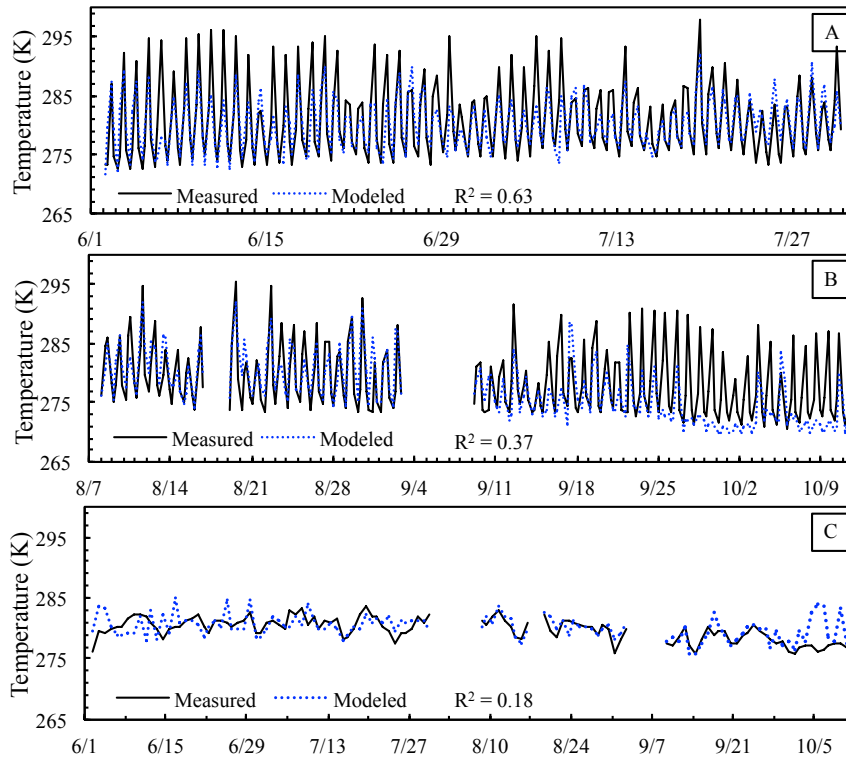 Temperature (K)
295
285
275
265
A
Measured
Modeled
R² = 0.63
6/1
6/15
6/29
7/13
7/27
Temperature (K)
295
285
275
265
B
Measured
Modeled
R² = 0.37
8/7
8/14
8/21
8/28
9/4
9/11
9/18
9/25
10/2
10/9
Temperature (K)
295
285
275
265
C
Measured
Modeled
R² = 0.18
6/1
6/15
6/29
7/13
7/27
8/10
8/24
9/7
9/21
10/5